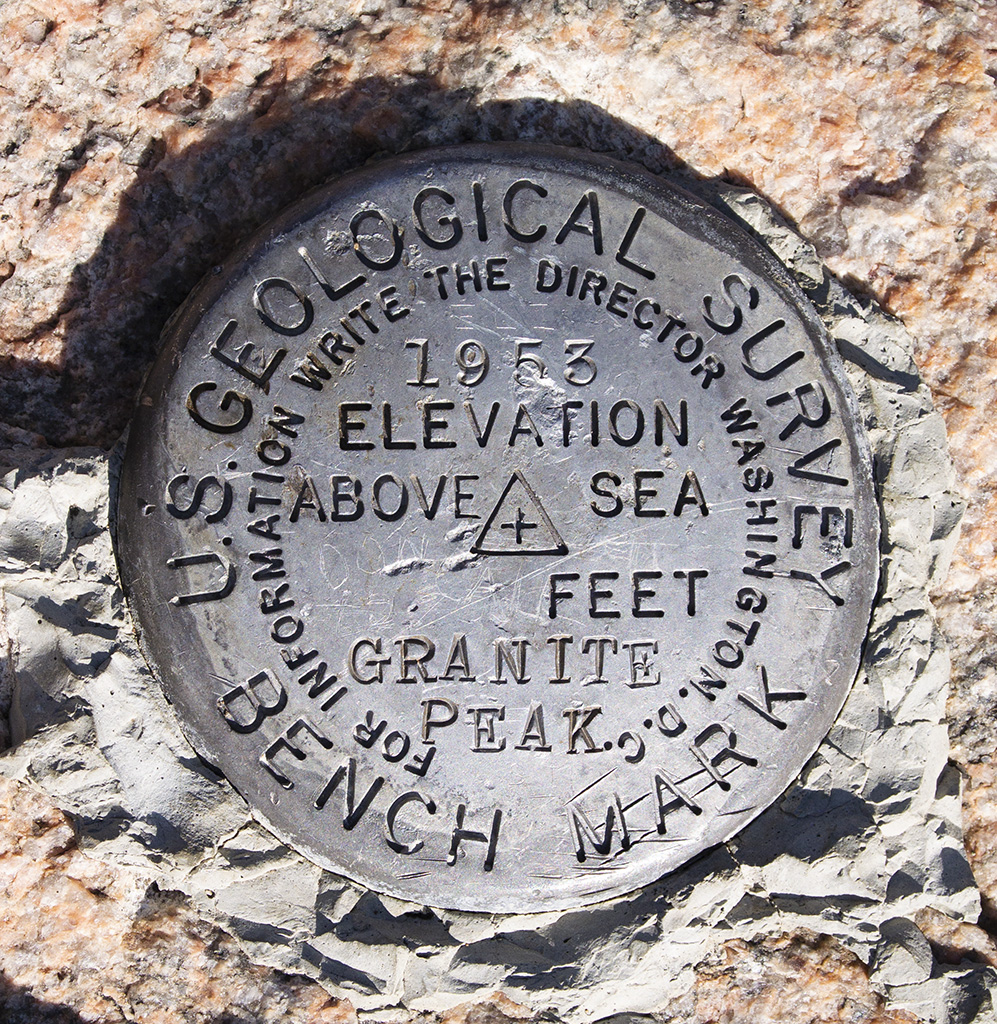 U.S. GEOLOGICAL SURVEY
FOR INFORMATION WRITE THE DIRECTOR WASHINGTON. D.C.
1953
ELEVATION
ABOVE SEA
FEET
GRANITE
PEAK
BENCH MARK